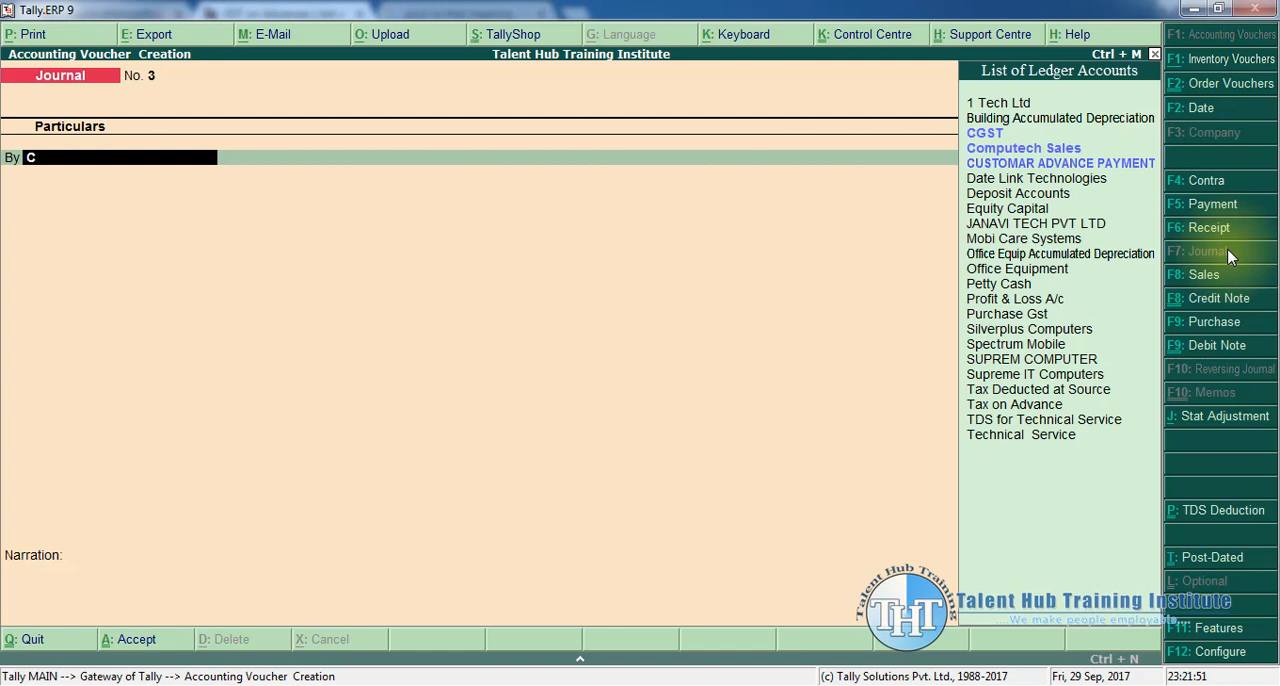 Tally.ERP 9
P: Print
E: Export
M: E-Mail
O: Upload
S: TallyShop
G: Language
K: Keyboard
K: Control Centre
H: Support Centre
H: Help
Accounting Voucher Creation
Talent Hub Training Institute
Ctrl + M
Journal No. 3
Particulars
By C
Narration:
List of Ledger Accounts
1 Tech Ltd
Building Accumulated Depreciation
CGST
Computech Sales
CUSTOMAR ADVANCE PAYMENT
Date Link Technologies
Deposit Accounts
Equity Capital
JANAVI TECH PVT LTD
Mobi Care Systems
Office Equip Accumulated Depreciation
Office Equipment
Petty Cash
Profit & Loss A/c
Purchase Gst
Silverplus Computers
Spectrum Mobile
SUPREM COMPUTER
Supreme IT Computers
Tax Deducted at Source
Tax on Advance
TDS for Technical Service
Technical Service
F1: Accounting Vouchers
F1: Inventory Vouchers
F2: Order Vouchers
F2: Date
F3: Company
F4: Contra
F5: Payment
F6: Receipt
F7: Journal
F8: Sales
F8: Credit Note
F9: Purchase
F9: Debit Note
F10: Reversing Journal
F10: Memos
J: Stat Adjustment
P: TDS Deduction
T: Post-Dated
L: Optional
F11: Features
F12: Configure
Talent Hub Training
THT
Talent Hub Training Institute
....We make people employable....
Q: Quit
A: Accept
D: Delete
X: Cancel
Ctrl + N
Tally MAIN --> Gateway of Tally --> Accounting Voucher Creation
(c) Tally Solutions Pvt. Ltd., 1988-2017
Fri, 29 Sep, 2017
23:21:51